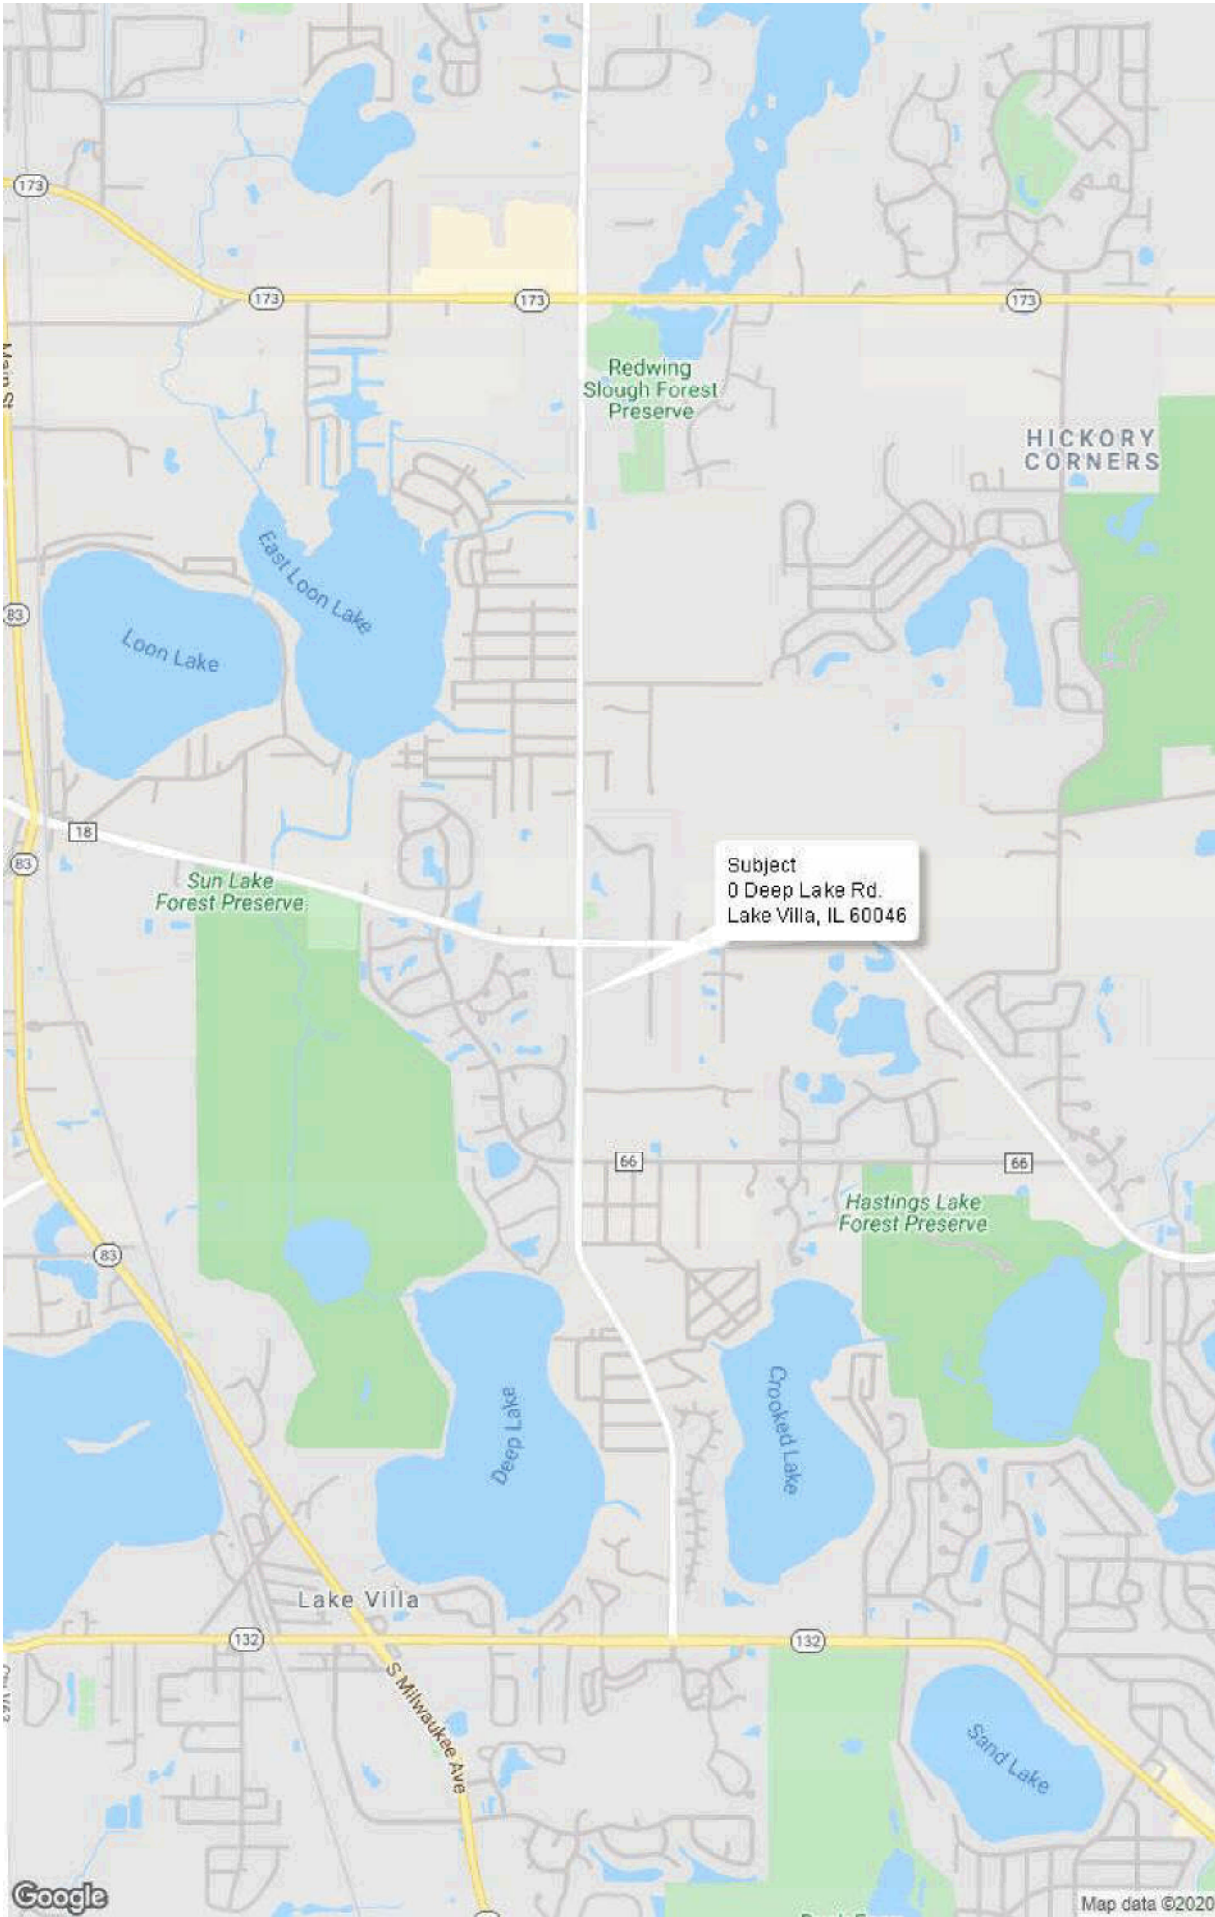 173
173
173
173
Main St
Redwing
Slough Forest
Preserve
HICKORY
CORNERS
East Loon Lake
Loon Lake
83
18
83
Sun Lake
Forest Preserve
Subject
0 Deep Lake Rd.
Lake Villa, IL 60046
66
66
Hastings Lake
Forest Preserve
83
Deep Lake
Crooked Lake
Lake Villa
132
132
S Milwaukee Ave
Sand Lake
Google
Map data ©2020